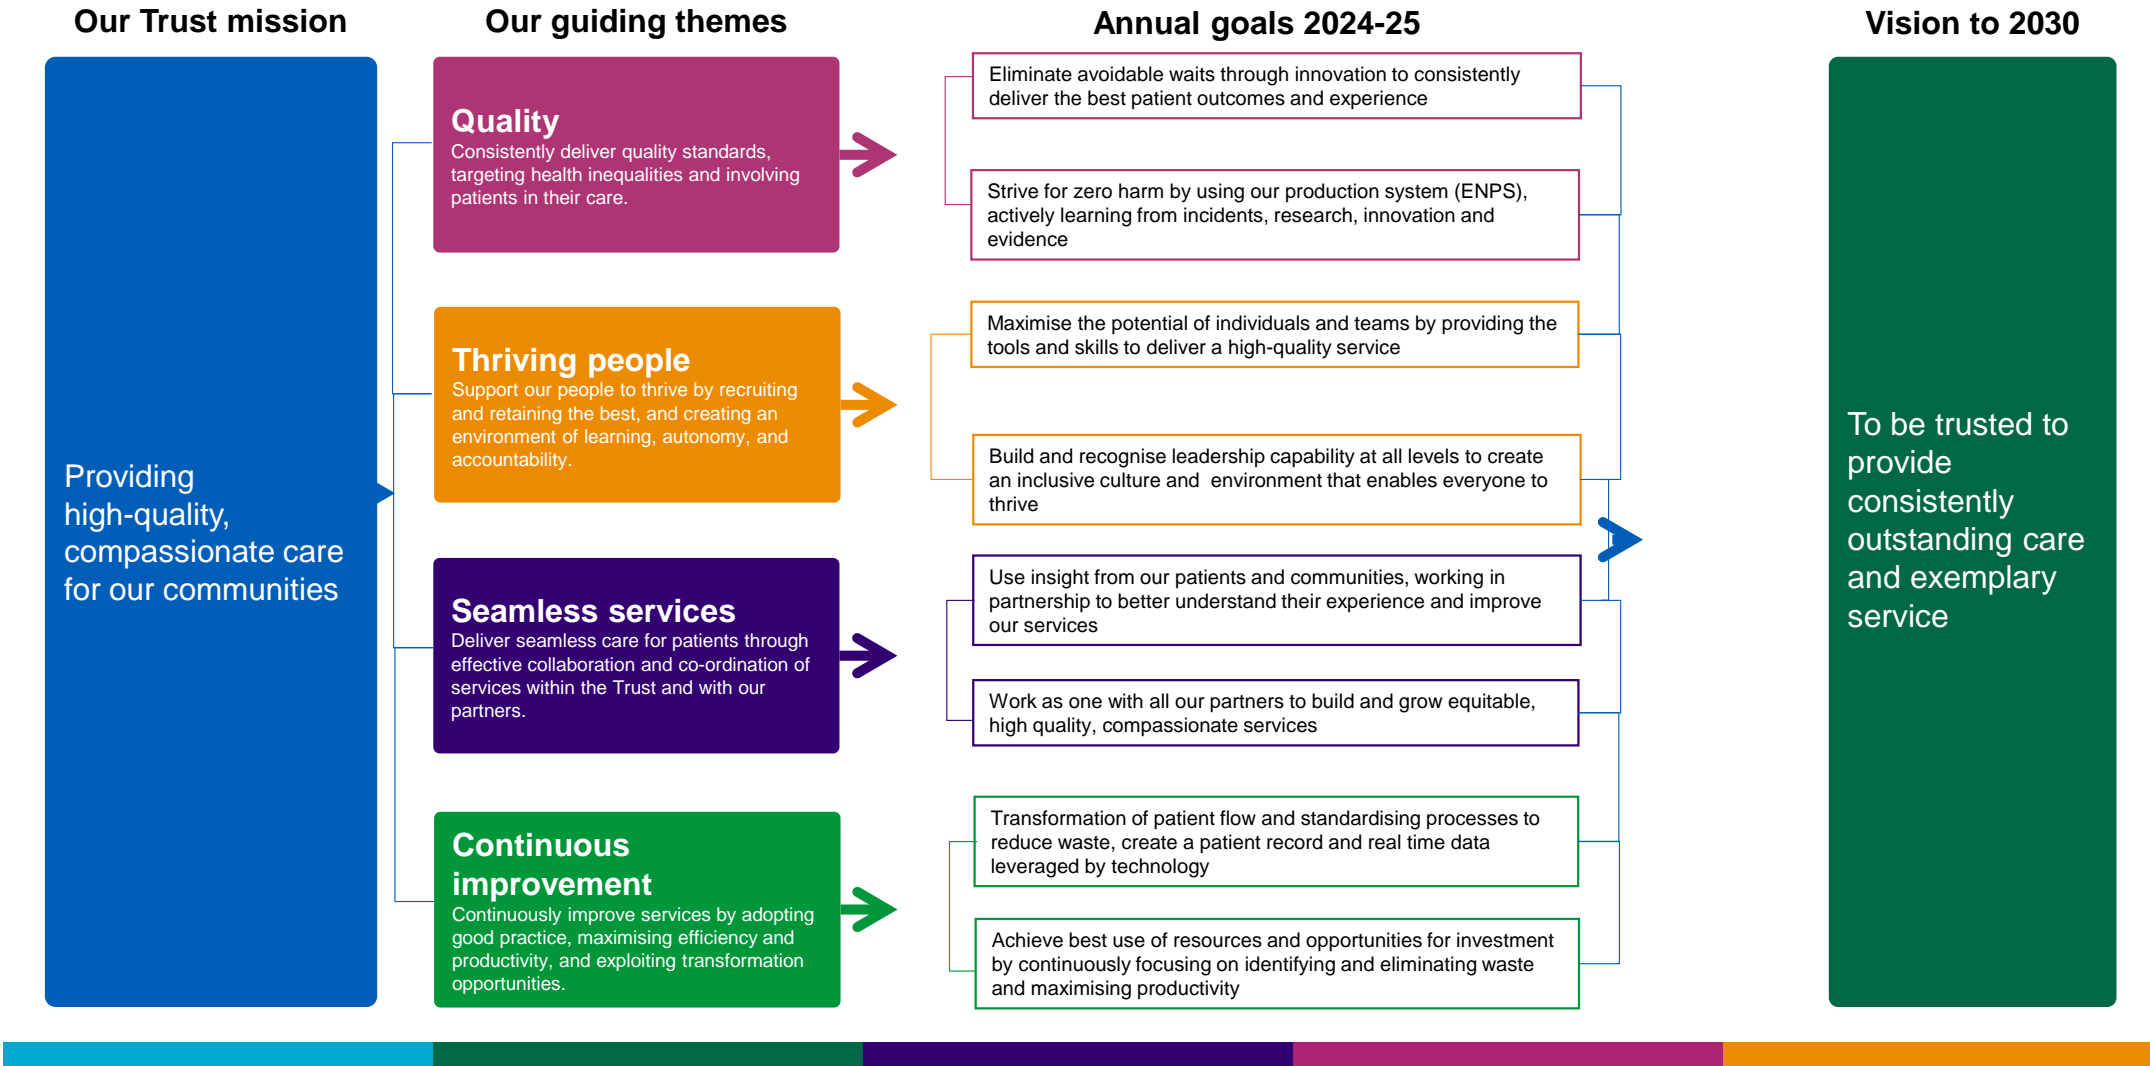 Our Trust mission
Our guiding themes
Annual goals 2024-25
Vision to 2030
Providing
high-quality,
compassionate care
for our communities
Quality
Consistently deliver quality standards,
targeting health inequalities and involving
patients in their care.
Thriving people
Support our people to thrive by recruiting
and retaining the best, and creating an
environment of learning, autonomy, and
accountability.
Seamless services
Deliver seamless care for patients through
effective collaboration and co-ordination of
services within the Trust and with our
partners.
Continuous
improvement
Continuously improve services by adopting
good practice, maximising efficiency and
productivity, and exploiting transformation
opportunities.
Eliminate avoidable waits through innovation to consistently
deliver the best patient outcomes and experience
Strive for zero harm by using our production system (ENPS),
actively learning from incidents, research, innovation and
evidence
Maximise the potential of individuals and teams by providing the
tools and skills to deliver a high-quality service
Build and recognise leadership capability at all levels to create
an inclusive culture and  environment that enables everyone to
thrive
Use insight from our patients and communities, working in
partnership to better understand their experience and improve
our services
Work as one with all our partners to build and grow equitable,
high quality, compassionate services
Transformation of patient flow and standardising processes to
reduce waste, create a patient record and real time data
leveraged by technology
Achieve best use of resources and opportunities for investment
by continuously focusing on identifying and eliminating waste
and maximising productivity
To be trusted to
provide
consistently
outstanding care
and exemplary
service